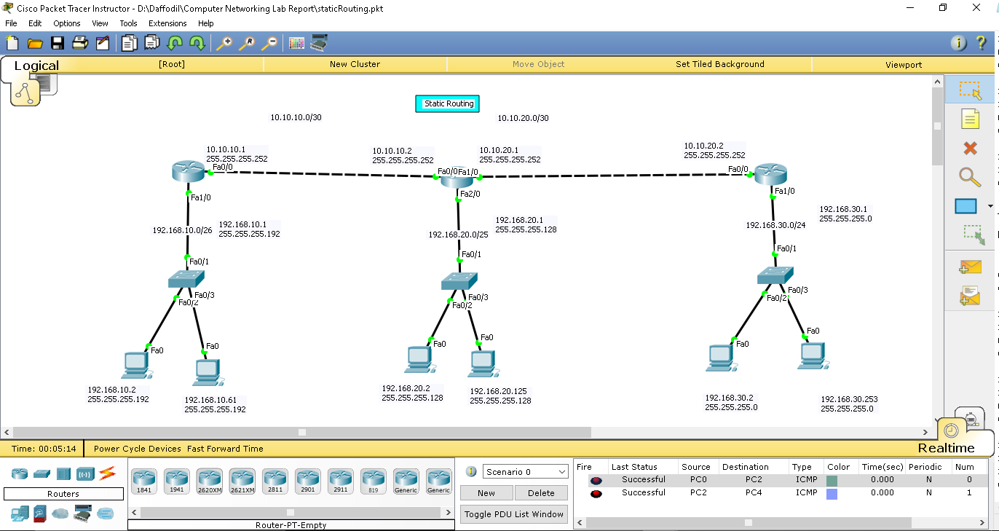 Cisco Packet Tracer Instructor - D:\Daffodil\Computer Networking Lab Report\staticRouting.pkt
File Edit Options View Tools Extensions Help
Logical [Root] New Cluster Move Object Set Tiled Background Viewport
Static Routing
10.10.10.0/30 10.10.20.0/30
10.10.10.1
255.255.255.252
10.10.10.2
255.255.255.252
10.10.20.1
255.255.255.252
10.10.20.2
255.255.255.252
Fa0/0 Fa0/0 Fa1/0 Fa0/0
Fa1/0 Fa2/0 Fa1/0
192.168.10.0/26
192.168.10.1
255.255.255.192
192.168.20.0/25
192.168.20.1
255.255.255.128
192.168.30.0/24
192.168.30.1
255.255.255.0
Fa0/1 Fa0/1 Fa0/1
Fa0/3 Fa0/3 Fa0/3
Fa0/2 Fa0/2 Fa0/2
Fa0 Fa0 Fa0 Fa0 Fa0 Fa0
192.168.10.2
255.255.255.192
192.168.10.61
255.255.255.192
192.168.20.2
255.255.255.128
192.168.20.125
255.255.255.128
192.168.30.2
255.255.255.0
192.168.30.253
255.255.255.0
Time: 00:05:14 Power Cycle Devices Fast Forward Time Realtime
Routers
1841 1941 2620XM 2621XM 2811 2901 2911 819 Generic Generic
Router-PT-Empty
Scenario 0
New Delete
Toggle PDU List Window
Fire Last Status Source Destination Type Color Time(sec) Periodic Num
Successful PC0 PC2 ICMP 0.000 N 0
Successful PC2 PC4 ICMP 0.000 N 1